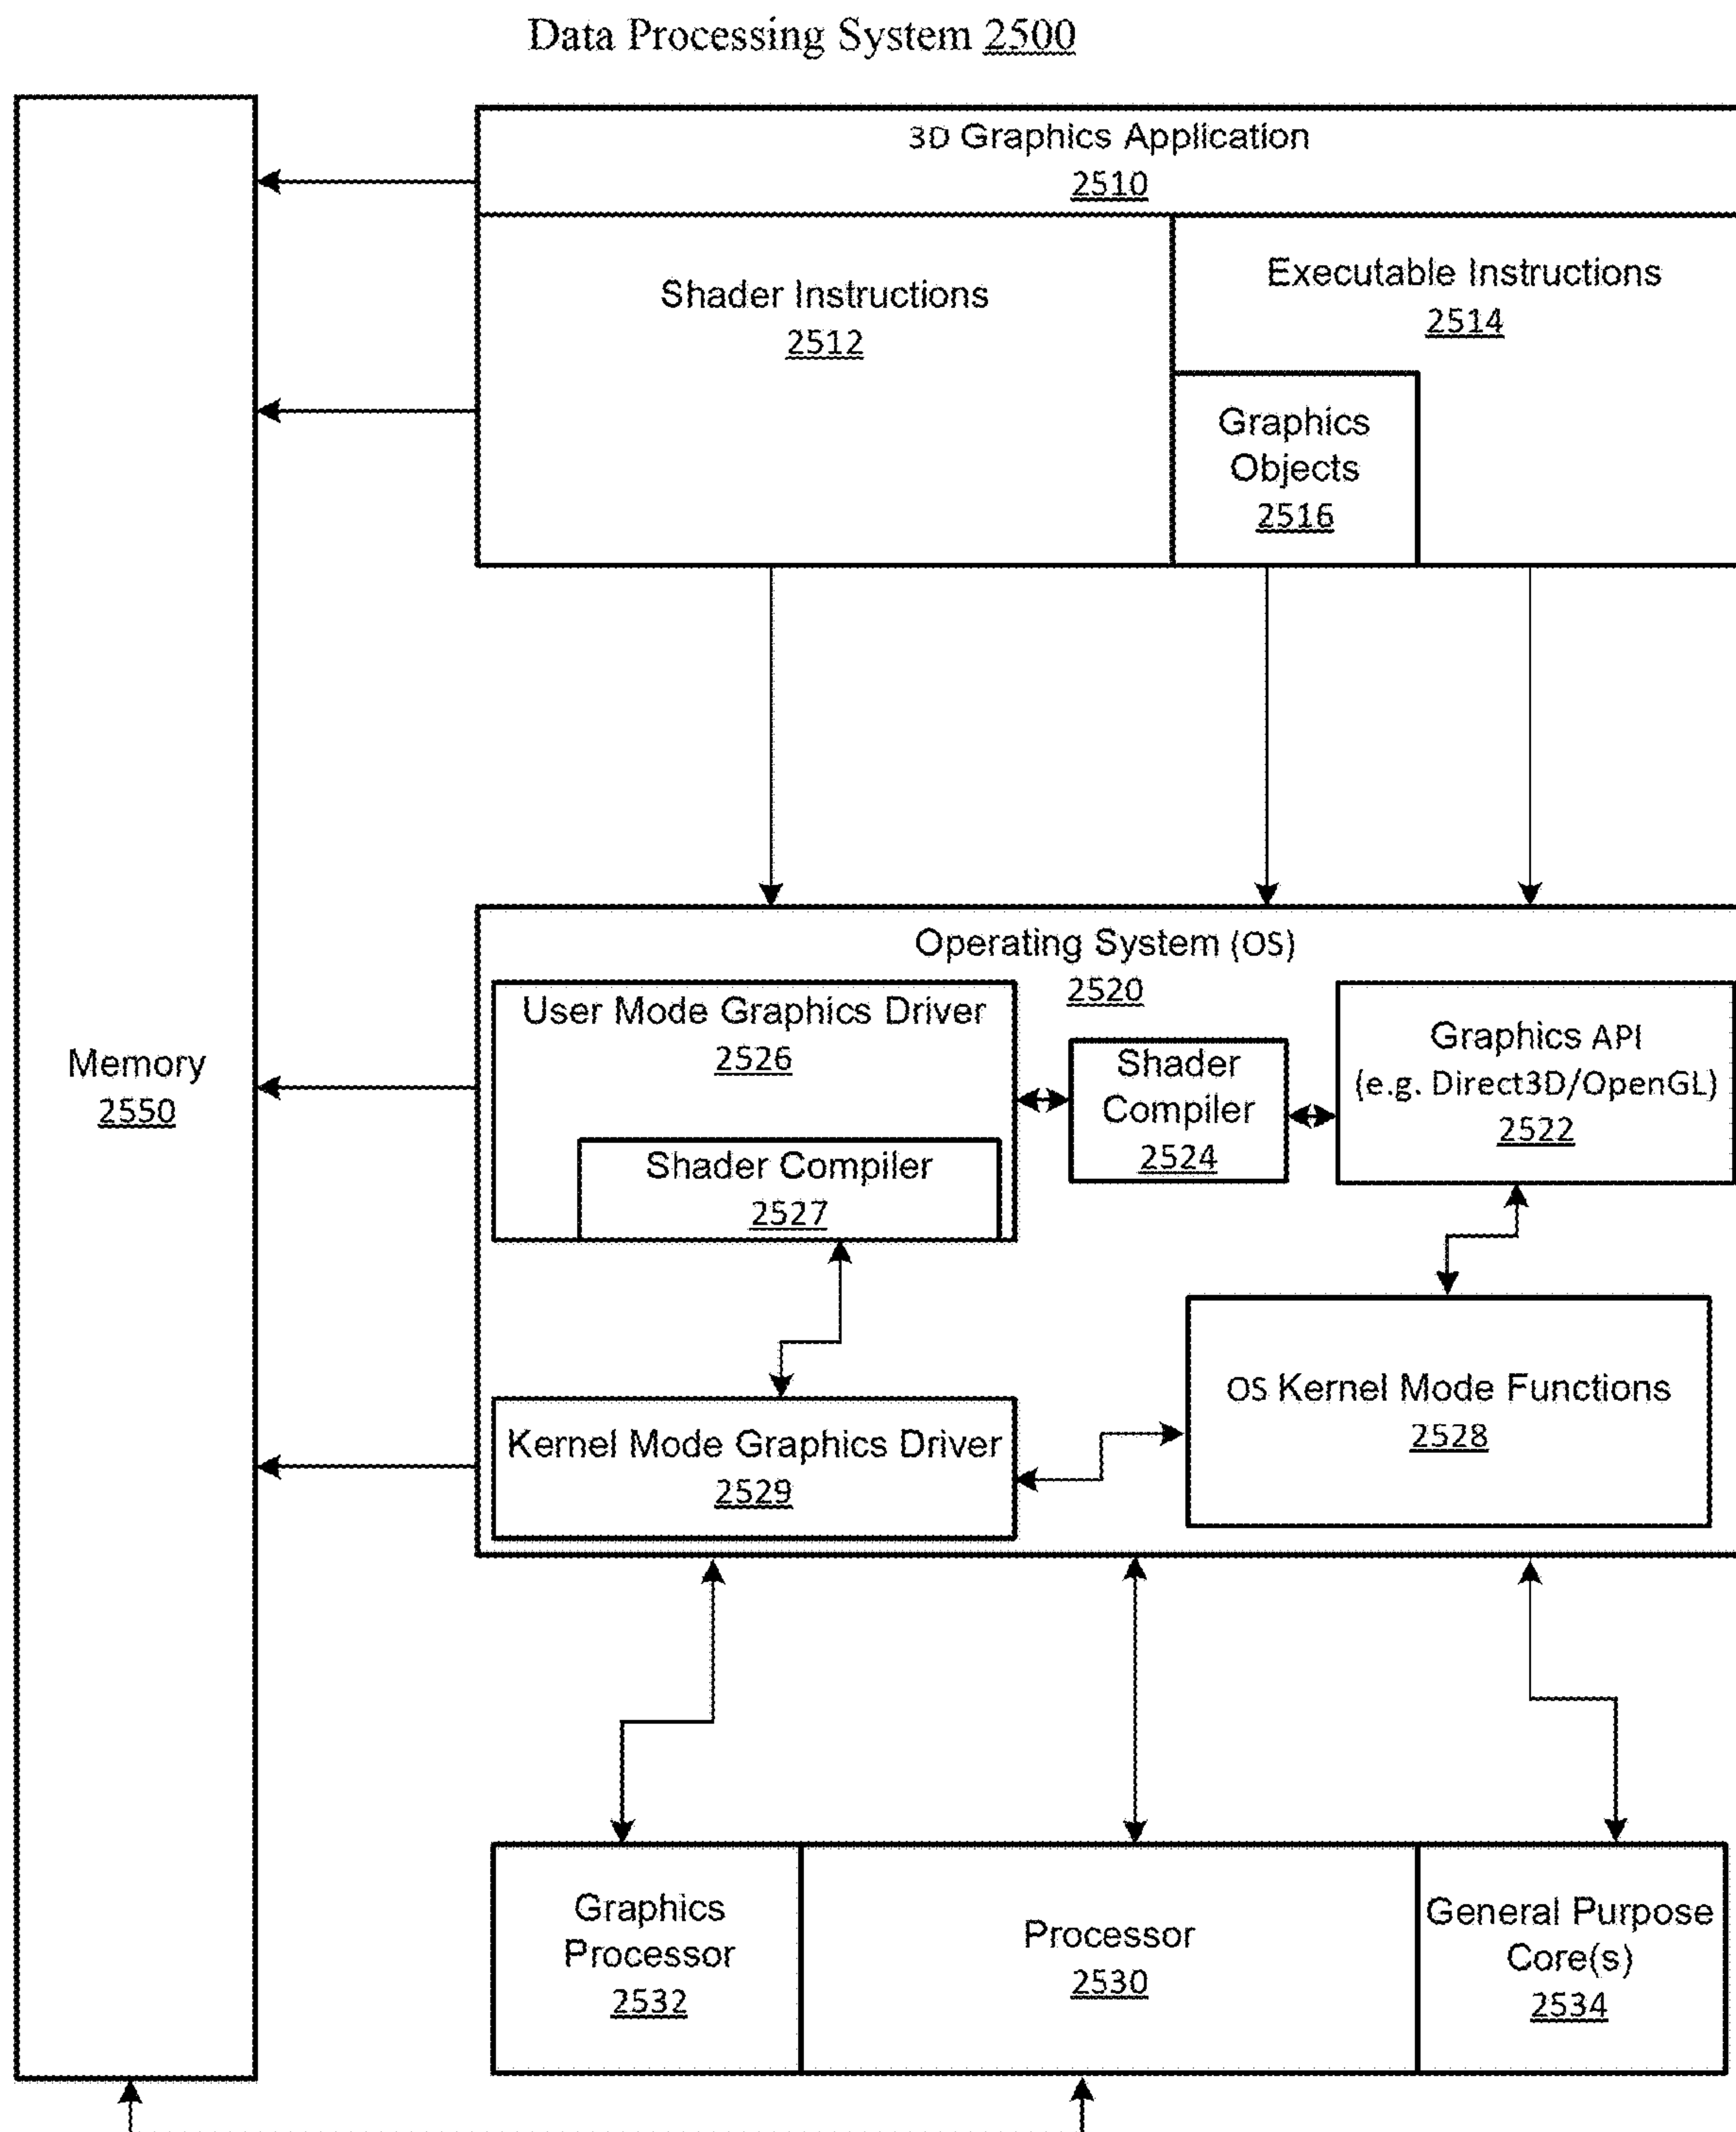 Data Processing System 2500
3D Graphics Application
2510
Shader Instructions
2512
Executable Instructions
2514
Graphics
Objects
2516
Memory
2550
Operating System (OS)
2520
User Mode Graphics Driver
2526
Shader Compiler
2527
Shader
Compiler
2524
Graphics API
(e.g. Direct3D/OpenGL)
2522
Kernel Mode Graphics Driver
2529
OS Kernel Mode Functions
2528
Graphics
Processor
2532
Processor
2530
General Purpose
Core(s)
2534